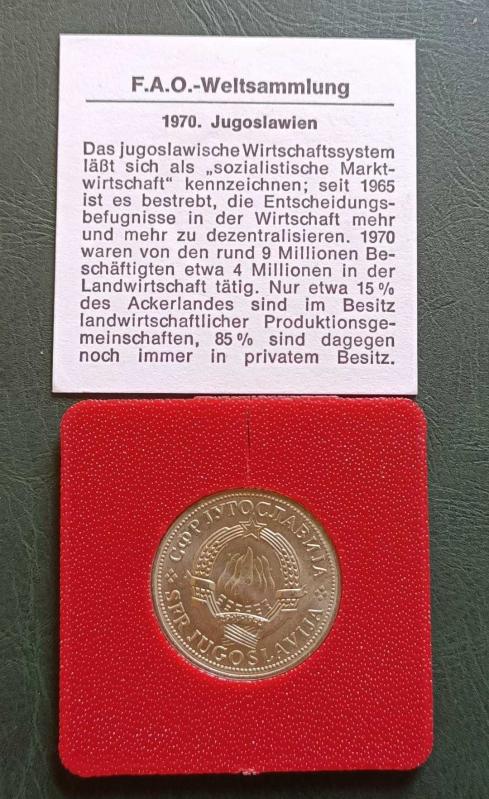 F.A.O.-Weltsammlung
1970. Jugoslawien
Das jugoslawische Wirtschaftssystem
läßt sich als „sozialistische Markt-
wirtschaft“ kennzeichnen; seit 1965
ist es bestrebt, die Entscheidungs-
befugnisse in der Wirtschaft mehr
und mehr zu dezentralisieren. 1970
waren von den rund 9 Millionen Be-
schäftigten etwa 4 Millionen in der
Landwirtschaft tätig. Nur etwa 15 %
des Ackerlandes sind im Besitz
landwirtschaftlicher Produktionsge-
meinschaften, 85 % sind dagegen
noch immer in privatem Besitz.
СФР ЈУГОСЛАВИЈА
SFR JUGOSLAVIJA